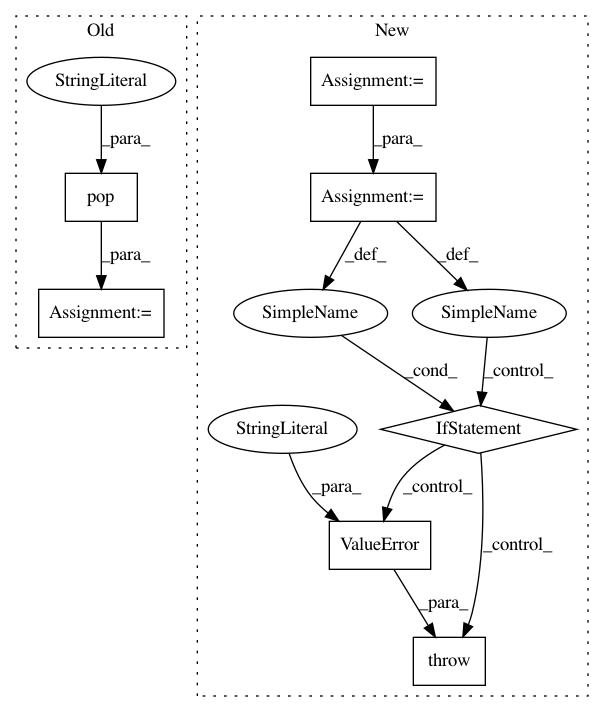 Old
New
StringLiteral
Assignment:=
_para_
_para_
pop
Assignment:=
_para_
_def_
_def_
Assignment:=
SimpleName
SimpleName
_cond_
_control_
StringLiteral
IfStatement
_para_
_control_
ValueError
_control_
_para_
throw